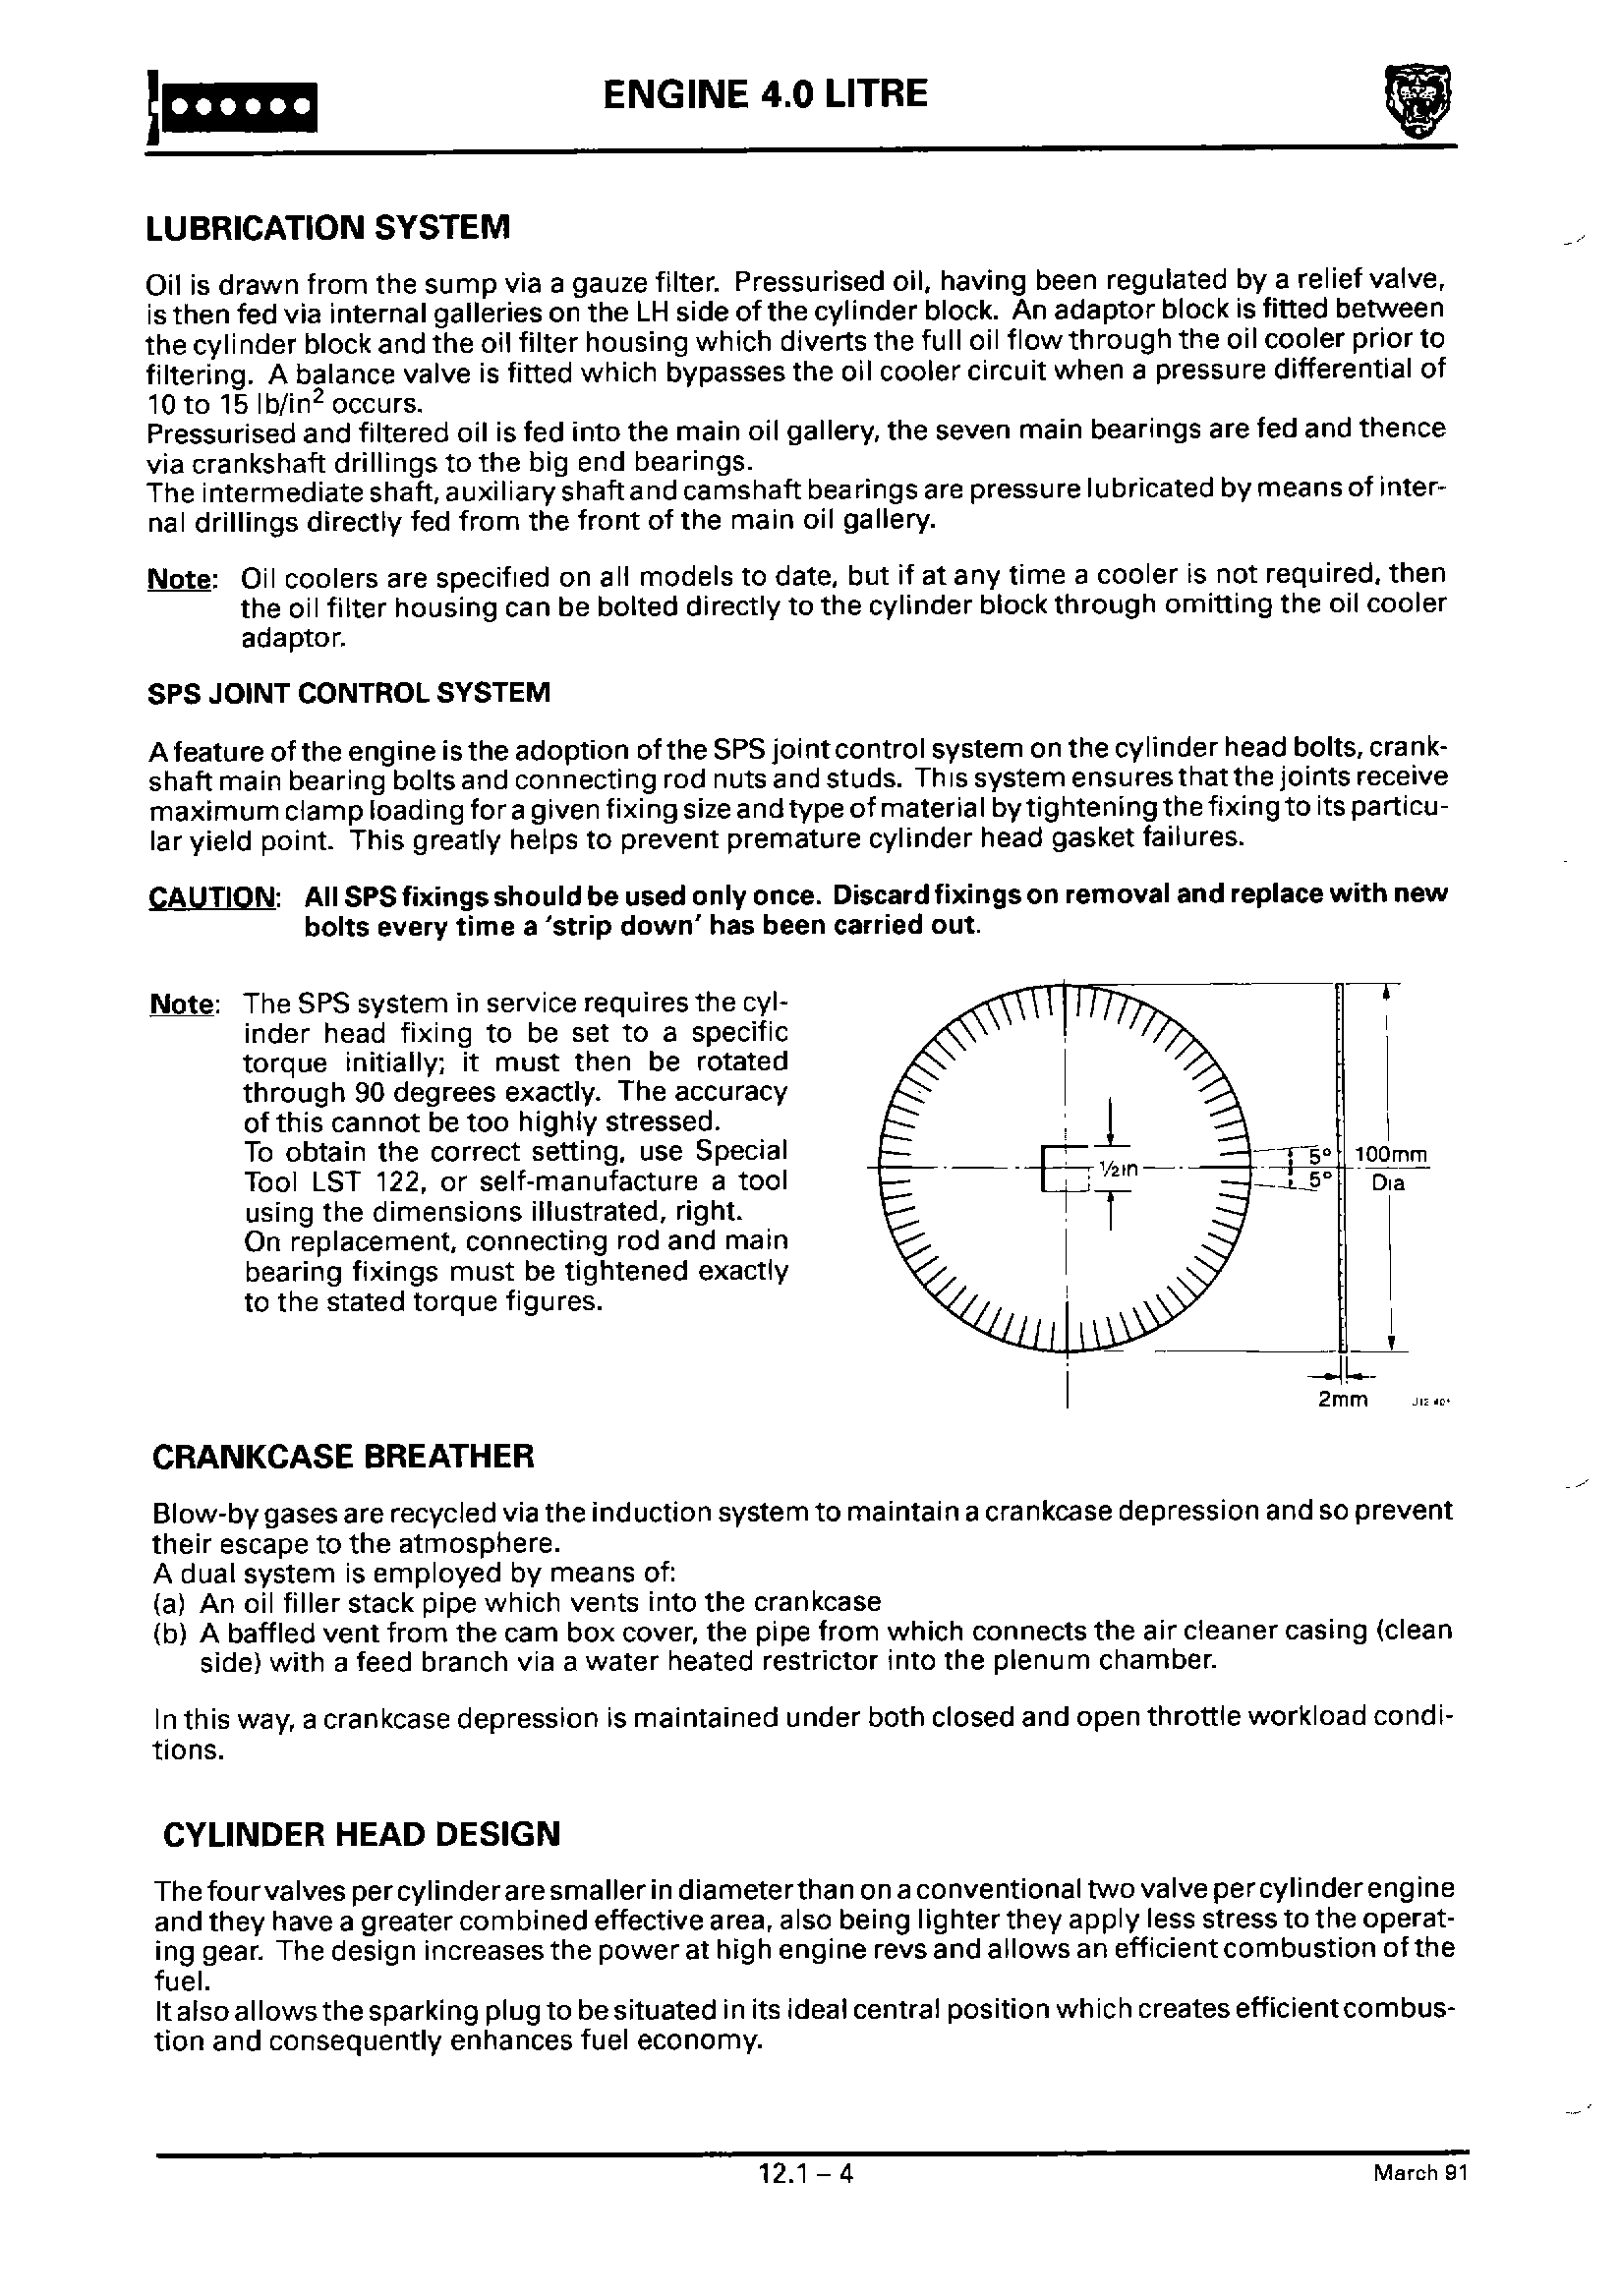 ENGINE 4.0 LITRE
LUBRICATION SYSTEM
Oil is drawn from the sump via a gauze filter. Pressurised oil, having been regulated by a relief valve,
is then fed via internal galleries on the LH side of the cylinder block. An adaptor block is fitted between
the cylinder block and the oil filter housing which diverts the full oil flow through the oil cooler prior to
filtering. A balance valve is fitted which bypasses the oil cooler circuit when a pressure differential of
10 to 15 lb/in² occurs.
Pressurised and filtered oil is fed into the main oil gallery, the seven main bearings are fed and thence
via crankshaft drillings to the big end bearings.
The intermediate shaft, auxiliary shaft and camshaft bearings are pressure lubricated by means of inter-
nal drillings directly fed from the front of the main oil gallery.
Note: Oil coolers are specified on all models to date, but if at any time a cooler is not required, then
the oil filter housing can be bolted directly to the cylinder block through omitting the oil cooler
adaptor.
SPS JOINT CONTROL SYSTEM
A feature of the engine is the adoption of the SPS joint control system on the cylinder head bolts, crank-
shaft main bearing bolts and connecting rod nuts and studs. This system ensures that the joints receive
maximum clamp loading for a given fixing size and type of material by tightening the fixing to its particu-
lar yield point. This greatly helps to prevent premature cylinder head gasket failures.
CAUTION: All SPS fixings should be used only once. Discard fixings on removal and replace with new
bolts every time a 'strip down' has been carried out.
Note: The SPS system in service requires the cyl-
inder head fixing to be set to a specific
torque initially; it must then be rotated
through 90 degrees exactly. The accuracy
of this cannot be too highly stressed.
To obtain the correct setting, use Special
Tool LST 122, or self-manufacture a tool
using the dimensions illustrated, right.
On replacement, connecting rod and main
bearing fixings must be tightened exactly
to the stated torque figures.
½in
5°
5°
100mm
Dia
2mm
CRANKCASE BREATHER
Blow-by gases are recycled via the induction system to maintain a crankcase depression and so prevent
their escape to the atmosphere.
A dual system is employed by means of:
(a) An oil filler stack pipe which vents into the crankcase
(b) A baffled vent from the cam box cover, the pipe from which connects the air cleaner casing (clean
side) with a feed branch via a water heated restrictor into the plenum chamber.
In this way, a crankcase depression is maintained under both closed and open throttle workload condi-
tions.
CYLINDER HEAD DESIGN
The four valves per cylinder are smaller in diameter than on a conventional two valve per cylinder engine
and they have a greater combined effective area, also being lighter they apply less stress to the operat-
ing gear. The design increases the power at high engine revs and allows an efficient combustion of the
fuel.
It also allows the sparking plug to be situated in its ideal central position which creates efficient combus-
tion and consequently enhances fuel economy.
12.1 – 4
March 91